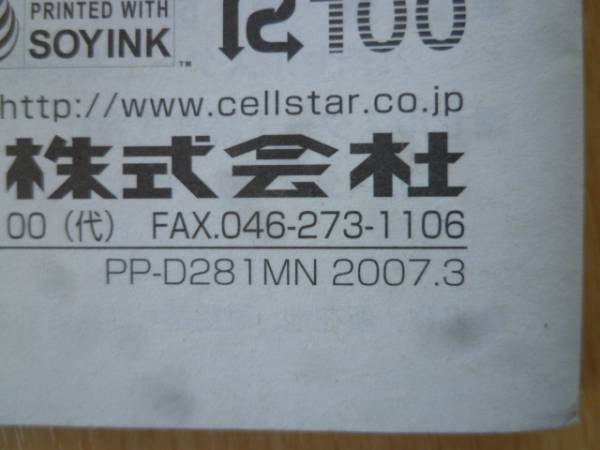 PRINTED WITH
SOYINK™
100
http://www.cellstar.co.jp
株式会社
00（代） FAX.046-273-1106
PP-D281MN 2007.3